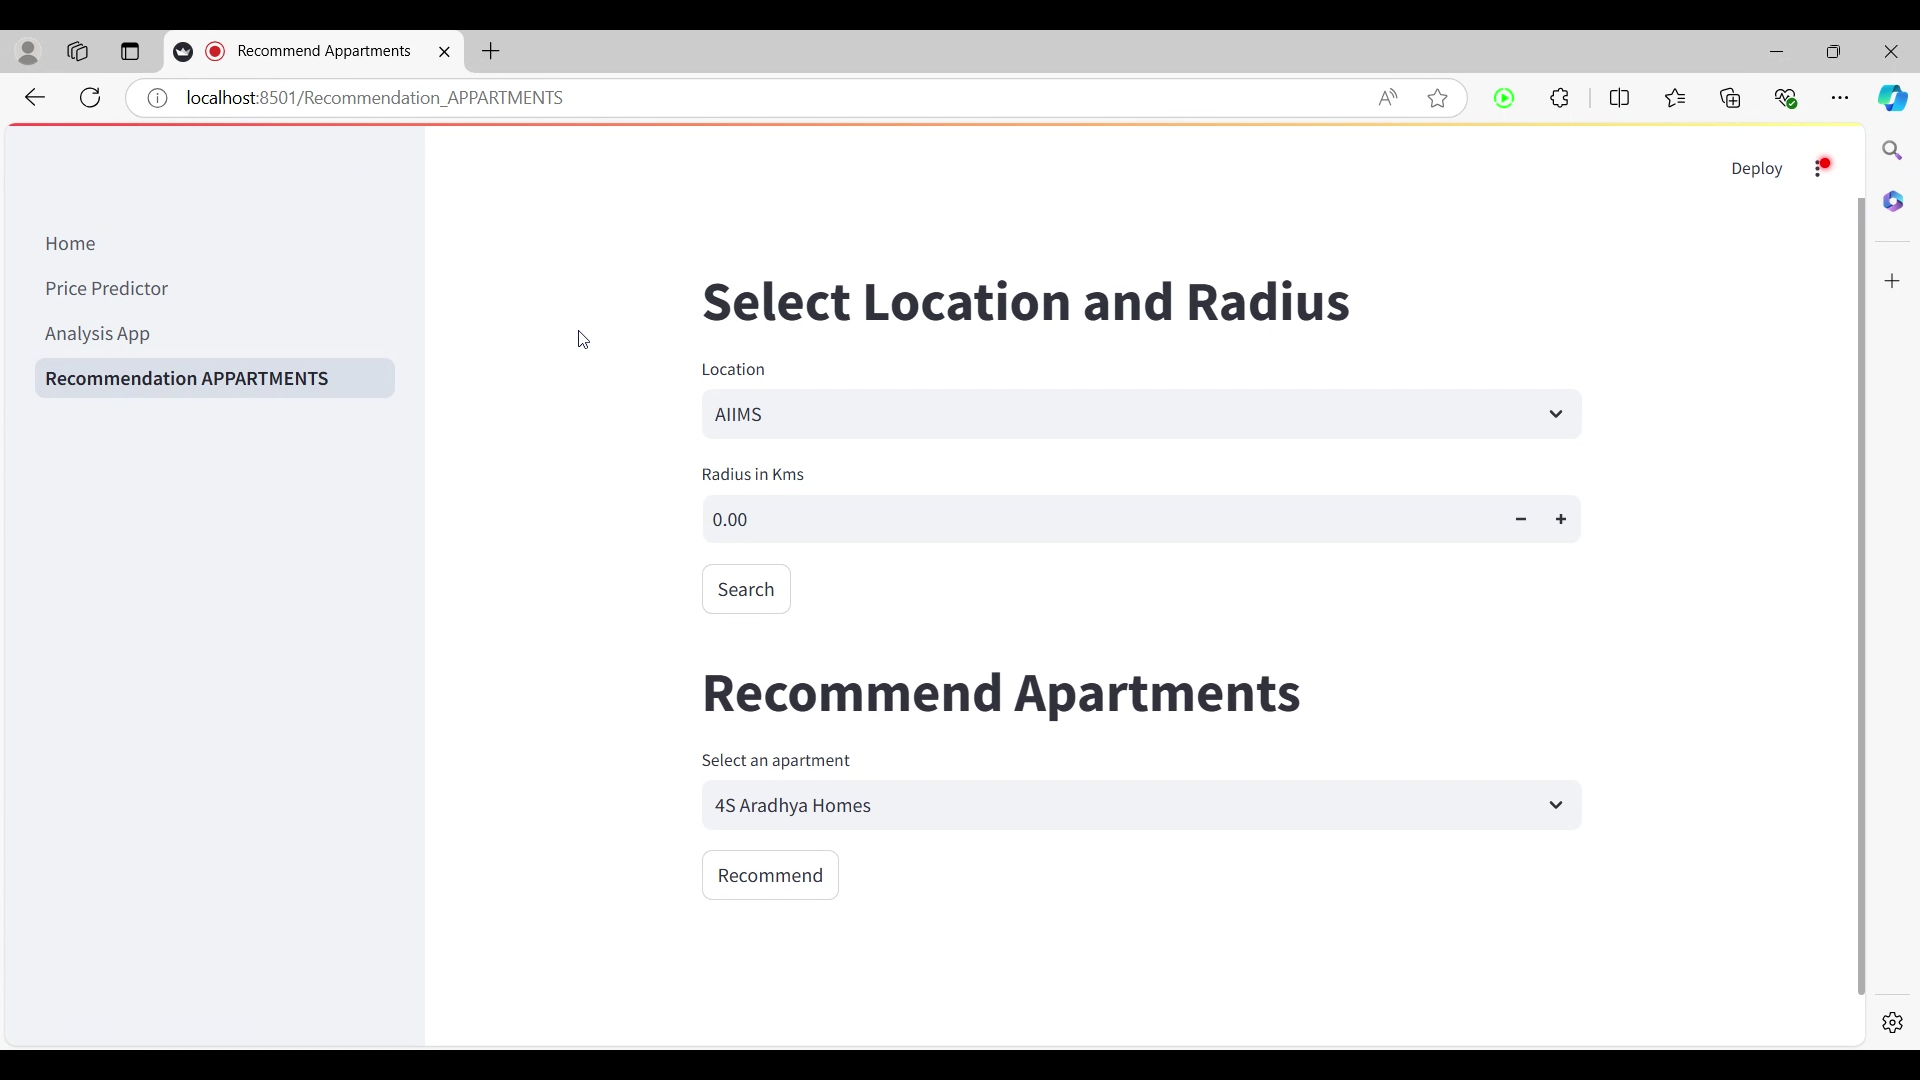 Recommend Appartments
localhost:8501/Recommendation_APPARTMENTS
Deploy
Home
Price Predictor
Analysis App
Recommendation APPARTMENTS
Select Location and Radius
Location
AIIMS
Radius in Kms
0.00
Search
Recommend Apartments
Select an apartment
4S Aradhya Homes
Recommend